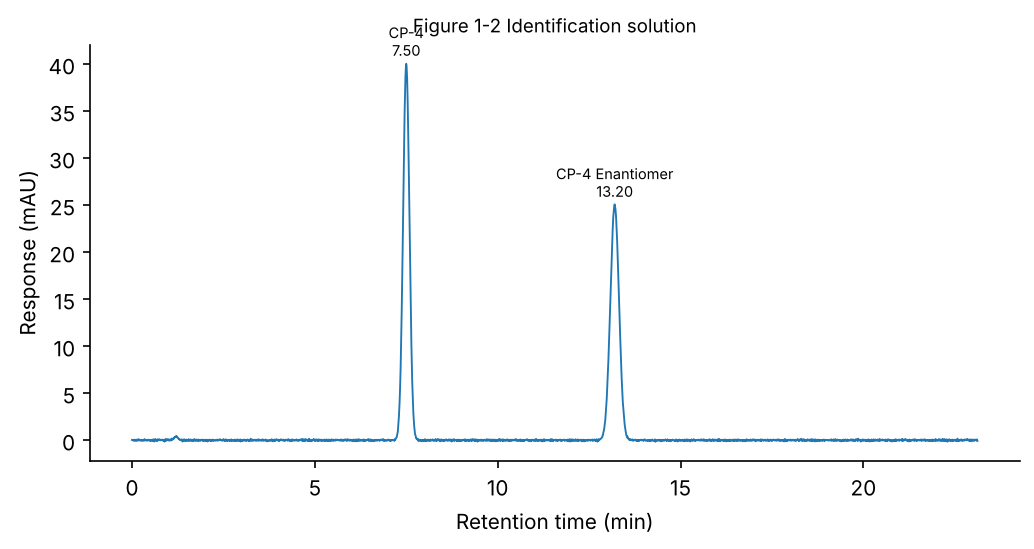 Figure 1-2 Identification solution
CP-4
7.50
CP-4 Enantiomer
13.20
Response (mAU)
40
35
30
25
20
15
10
5
0
0 5 10 15 20
Retention time (min)